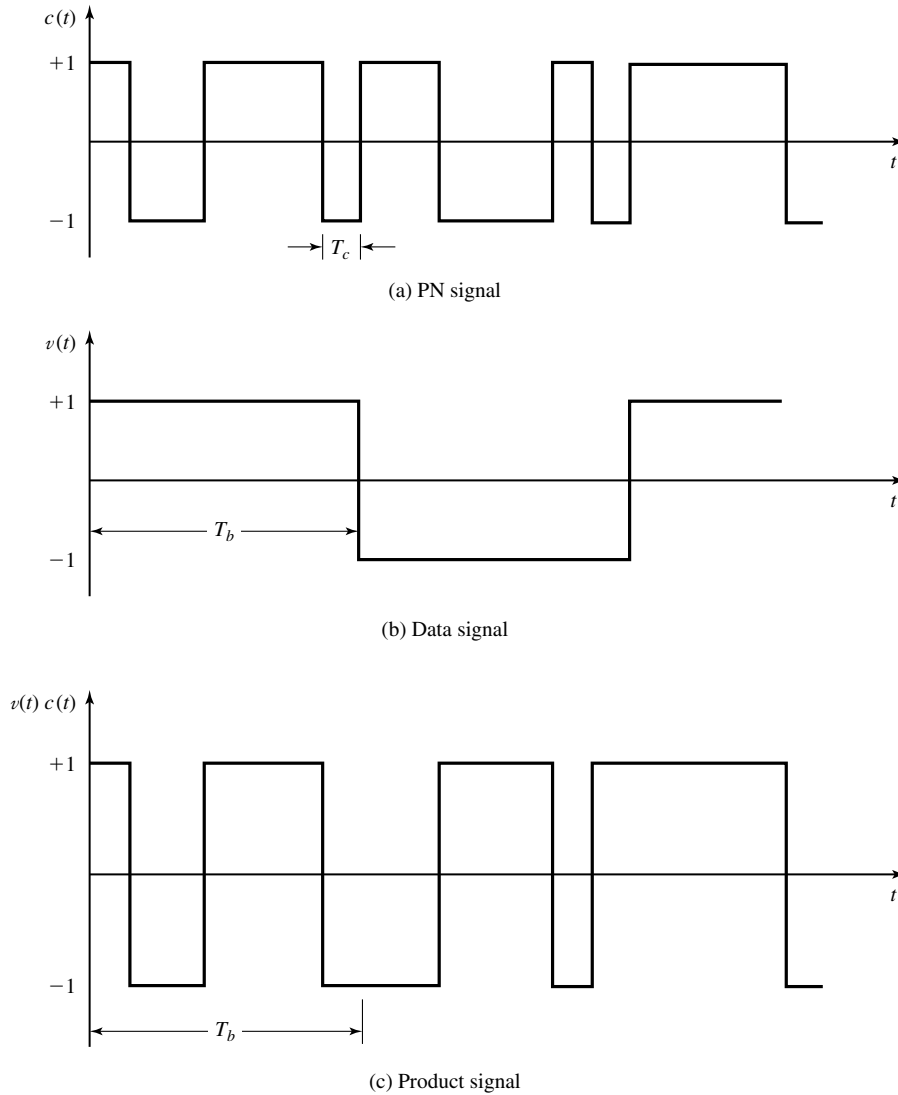 c(t)
+1
t
−1
T_c
(a) PN signal
v(t)
+1
t
T_b
−1
(b) Data signal
v(t) c(t)
+1
t
−1
T_b
(c) Product signal